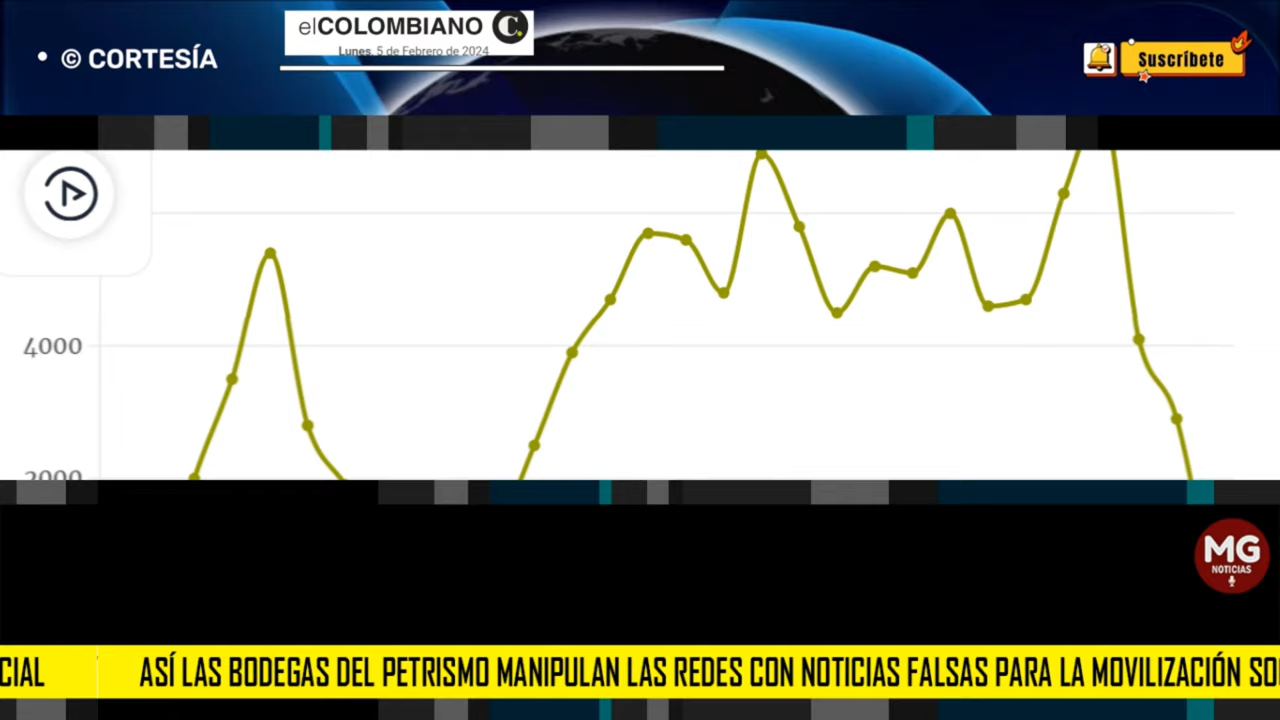 elCOLOMBIANO C.
Lunes, 5 de Febrero de 2024
• © CORTESÍA
Suscríbete
4000
2000
MG
NOTICIAS
CIAL
ASÍ LAS BODEGAS DEL PETRISMO MANIPULAN LAS REDES CON NOTICIAS FALSAS PARA LA MOVILIZACIÓN SO